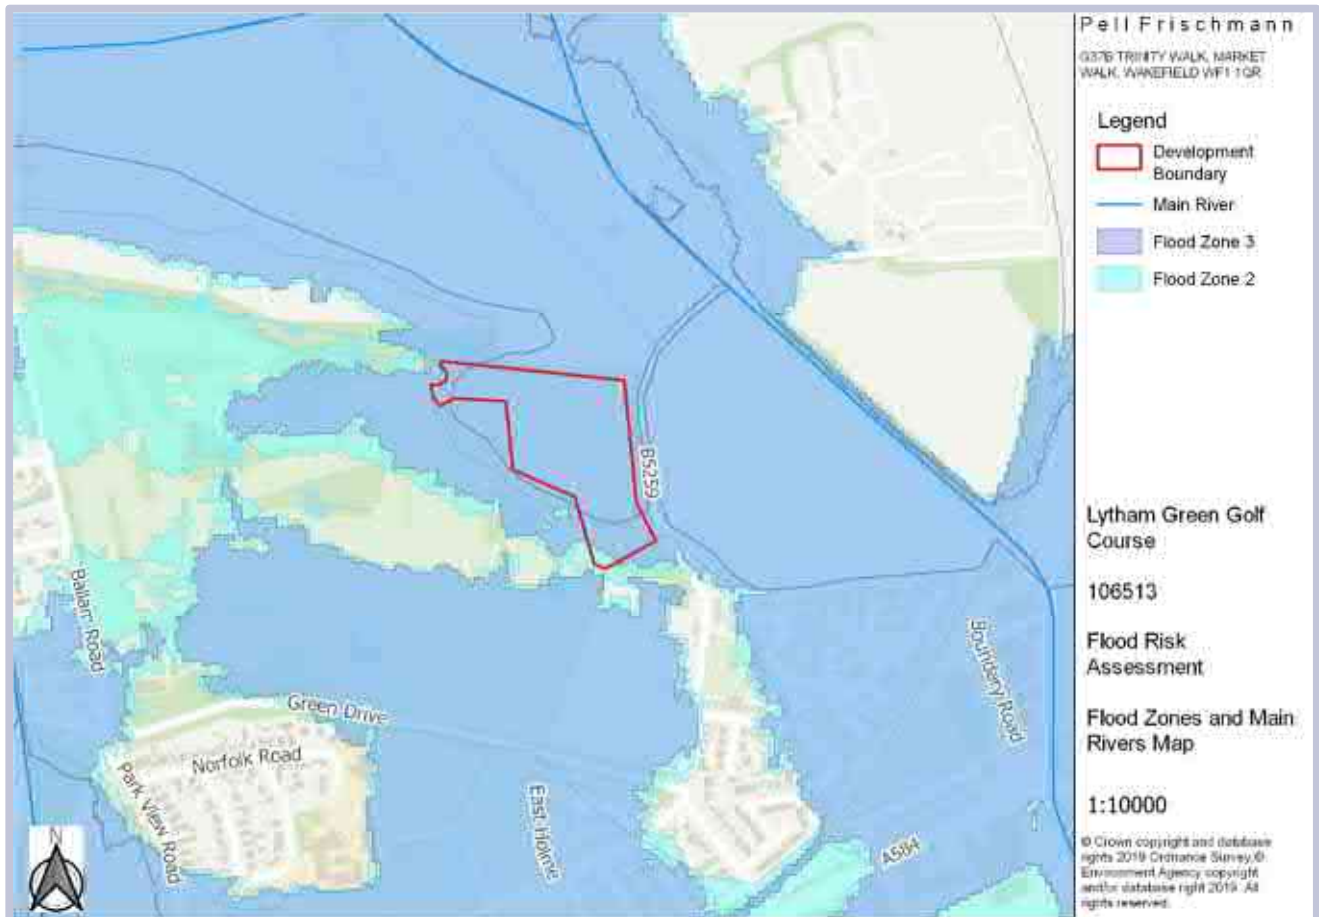 Pell Frischmann
G37B TRINITY WALK, MARKET
WALK, WAKEFIELD WF1 1QR
Legend
Development
Boundary
Main River
Flood Zone 3
Flood Zone 2
Lytham Green Golf
Course
106513
Flood Risk
Assessment
Flood Zones and Main
Rivers Map
1:10000
© Crown copyright and database
rights 2019 Ordnance Survey,©
Environment Agency copyright
and/or database right 2019. All
rights reserved.
B5259
Ballam Road
Boundery Road
Green Drive
Norfolk Road
Park View Road
East Holme
A584
N